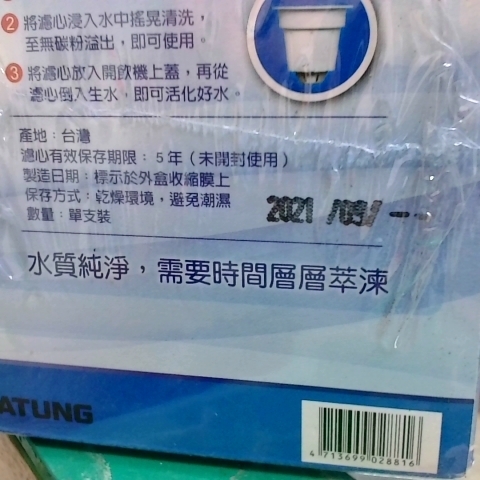 2 將濾心浸入水中搖晃清洗，
至無碳粉溢出，即可使用。
3 將濾心放入開飲機上蓋，再從
濾心倒入生水，即可活化好水。
產地：台灣
濾心有效保存期限：5年（未開封使用）
製造日期：標示於外盒收縮膜上
保存方式：乾燥環境，避免潮濕
數量：單支裝
2021/09/--
水質純淨，需要時間層層萃湅
ATUNG
4713699028816